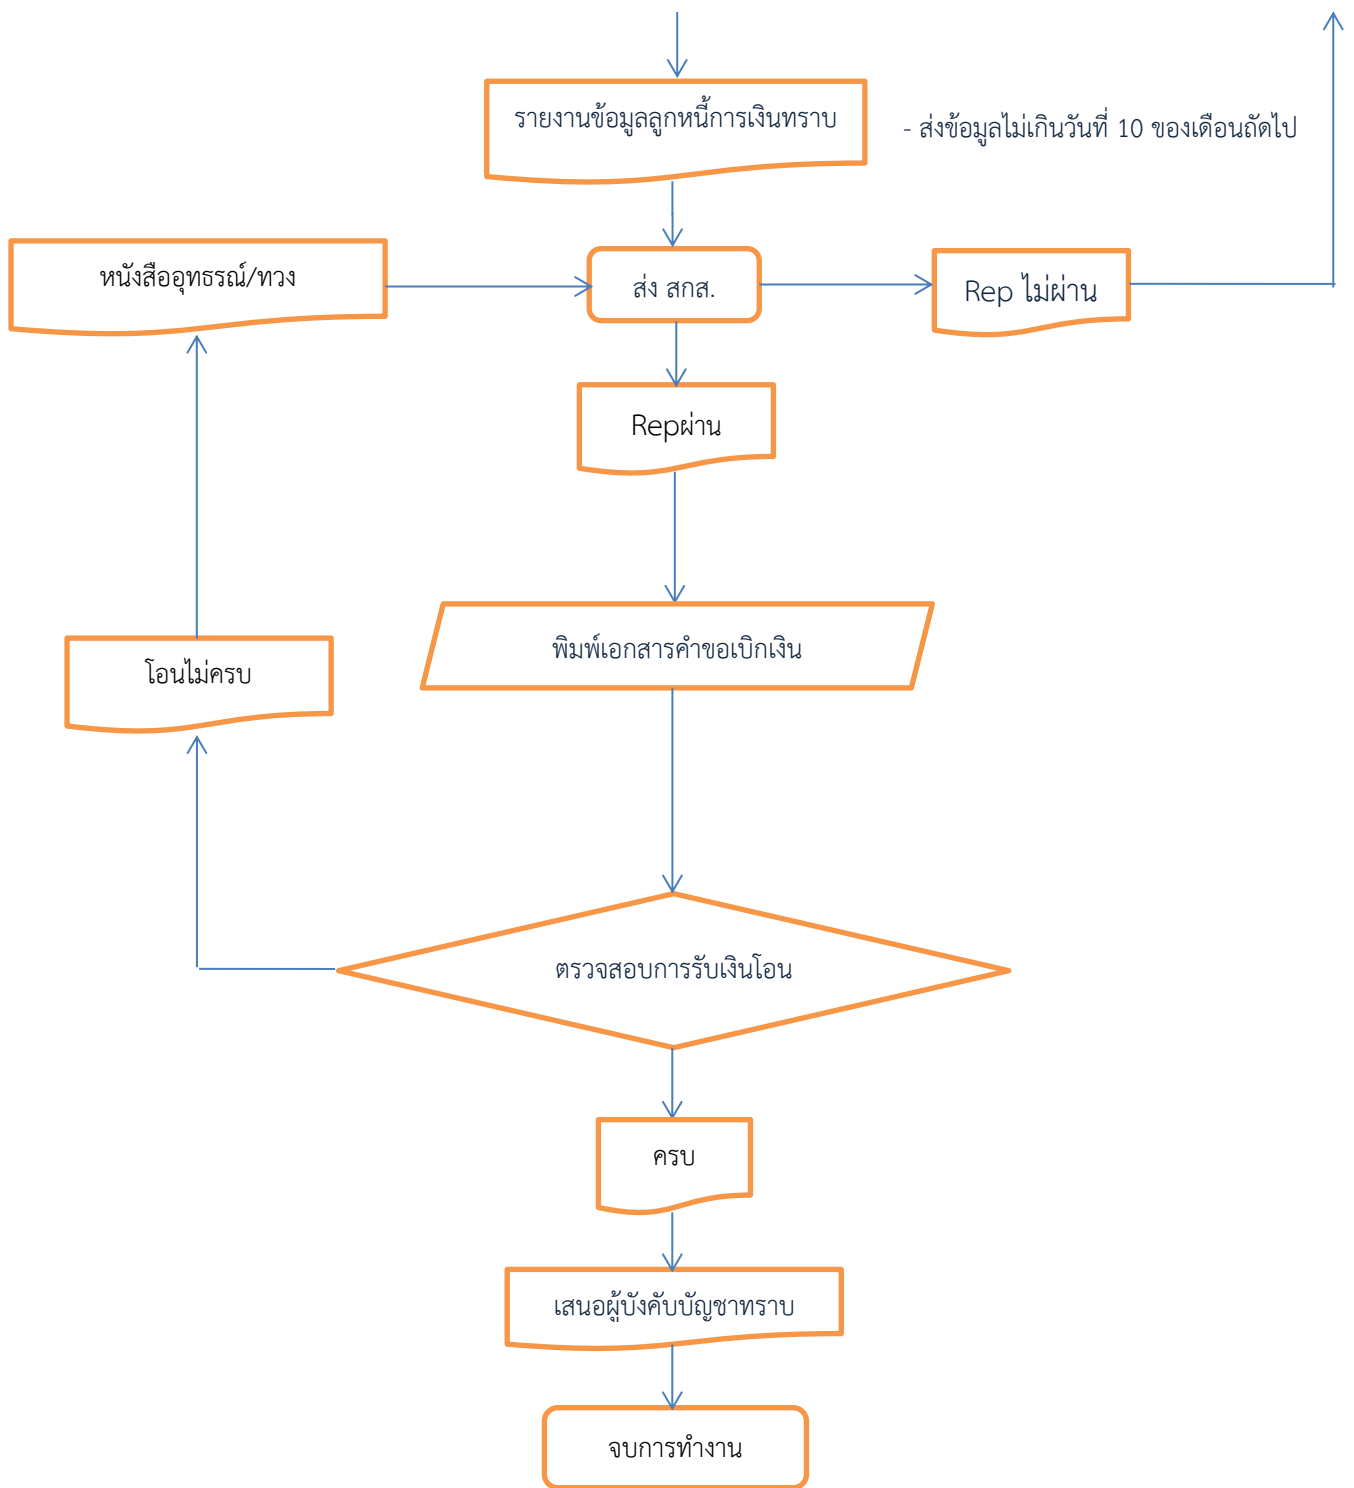 รายงานข้อมูลลูกหนี้การเงินทราบ
- ส่งข้อมูลไม่เกินวันที่ 10 ของเดือนถัดไป
หนังสืออุทธรณ์/ทวง
ส่ง สกส.
Rep ไม่ผ่าน
Repผ่าน
พิมพ์เอกสารคำขอเบิกเงิน
โอนไม่ครบ
ตรวจสอบการรับเงินโอน
ครบ
เสนอผู้บังคับบัญชาทราบ
จบการทำงาน